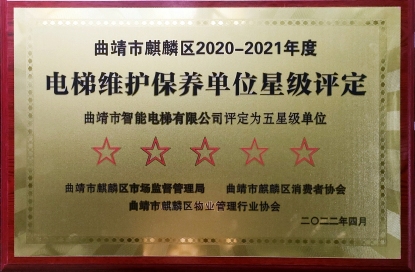 曲靖市麒麟区2020-2021年度
电梯维护保养单位星级评定
曲靖市智能电梯有限公司评定为五星级单位
曲靖市麒麟区市场监督管理局 曲靖市麒麟区消费者协会
曲靖市麒麟区物业管理行业协会
二〇二二年四月